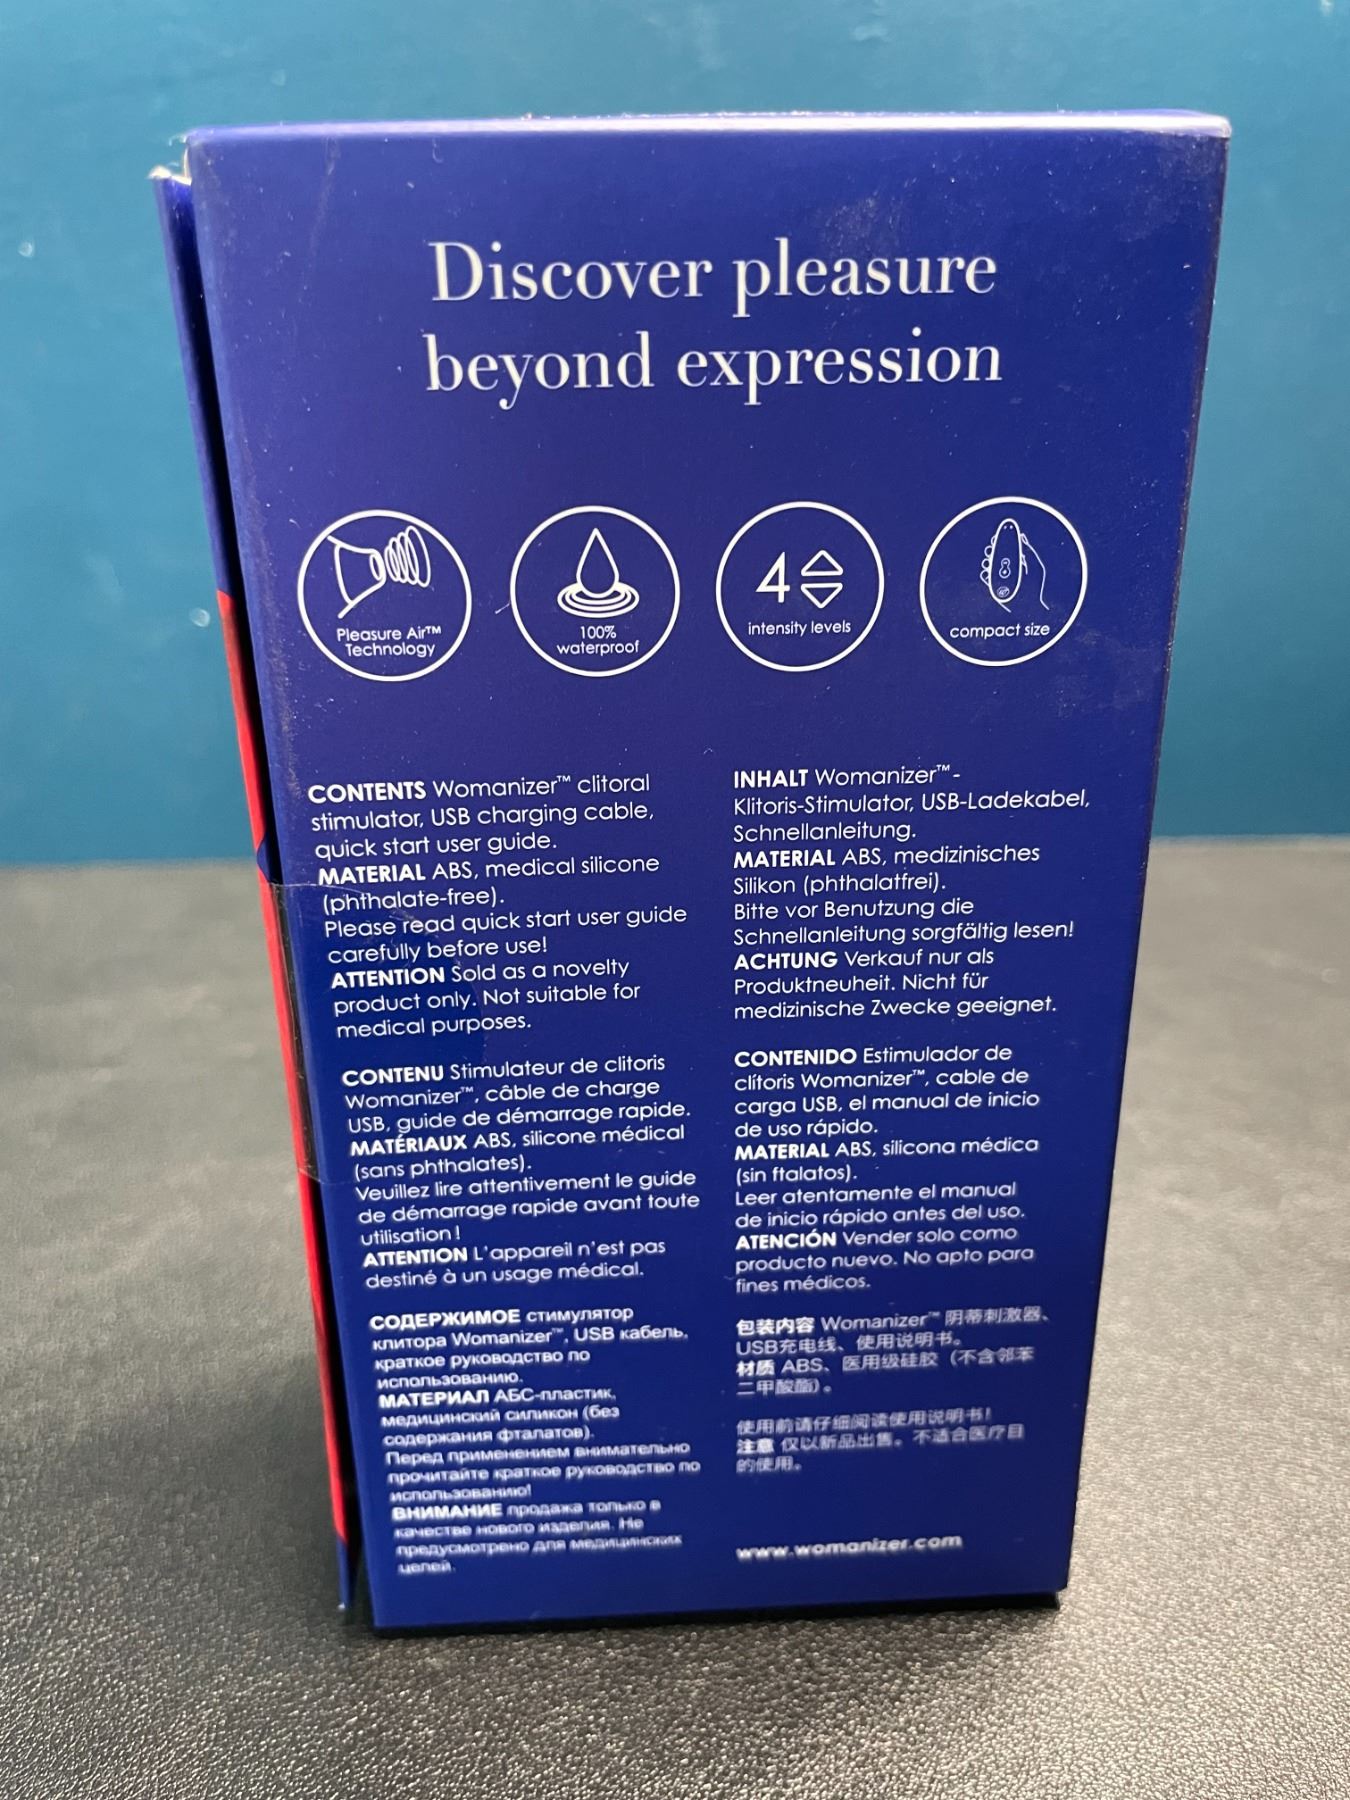 Discover pleasure
beyond expression
Pleasure Air™
Technology
100%
waterproof
4
intensity levels
compact size
CONTENTS Womanizer™ clitoral
stimulator, USB charging cable,
quick start user guide.
MATERIAL ABS, medical silicone
(phthalate-free).
Please read quick start user guide
carefully before use!
ATTENTION Sold as a novelty
product only. Not suitable for
medical purposes.
CONTENU Stimulateur de clitoris
Womanizer™, câble de charge
USB, guide de démarrage rapide.
MATÉRIAUX ABS, silicone médical
(sans phthalates).
Veuillez lire attentivement le guide
de démarrage rapide avant toute
utilisation !
ATTENTION L'appareil n'est pas
destiné à un usage médical.
СОДЕРЖИМОЕ стимулятор
клитора Womanizer™, USB кабель,
краткое руководство по
использованию.
МАТЕРИАЛ АБС-пластик,
медицинский силикон (без
содержания фталатов).
Перед применением внимательно
прочитайте краткое руководство по
использованию!
ВНИМАНИЕ продажа только в
качестве нового изделия. Не
предусмотрено для медицинских
целей.
INHALT Womanizer™-
Klitoris-Stimulator, USB-Ladekabel,
Schnellanleitung.
MATERIAL ABS, medizinisches
Silikon (phthalatfrei).
Bitte vor Benutzung die
Schnellanleitung sorgfältig lesen!
ACHTUNG Verkauf nur als
Produktneuheit. Nicht für
medizinische Zwecke geeignet.
CONTENIDO Estimulador de
clítoris Womanizer™, cable de
carga USB, el manual de inicio
de uso rápido.
MATERIAL ABS, silicona médica
(sin ftalatos).
Leer atentamente el manual
de inicio rápido antes del uso.
ATENCIÓN Vender solo como
producto nuevo. No apto para
fines médicos.
包装内容 Womanizer™ 阴蒂刺激器、
USB充电线、使用说明书。
材质 ABS、医用级硅胶（不含邻苯
二甲酸酯）。
使用前请仔细阅读使用说明书！
注意 仅以新品出售。不适合医疗目
的使用。
www.womanizer.com